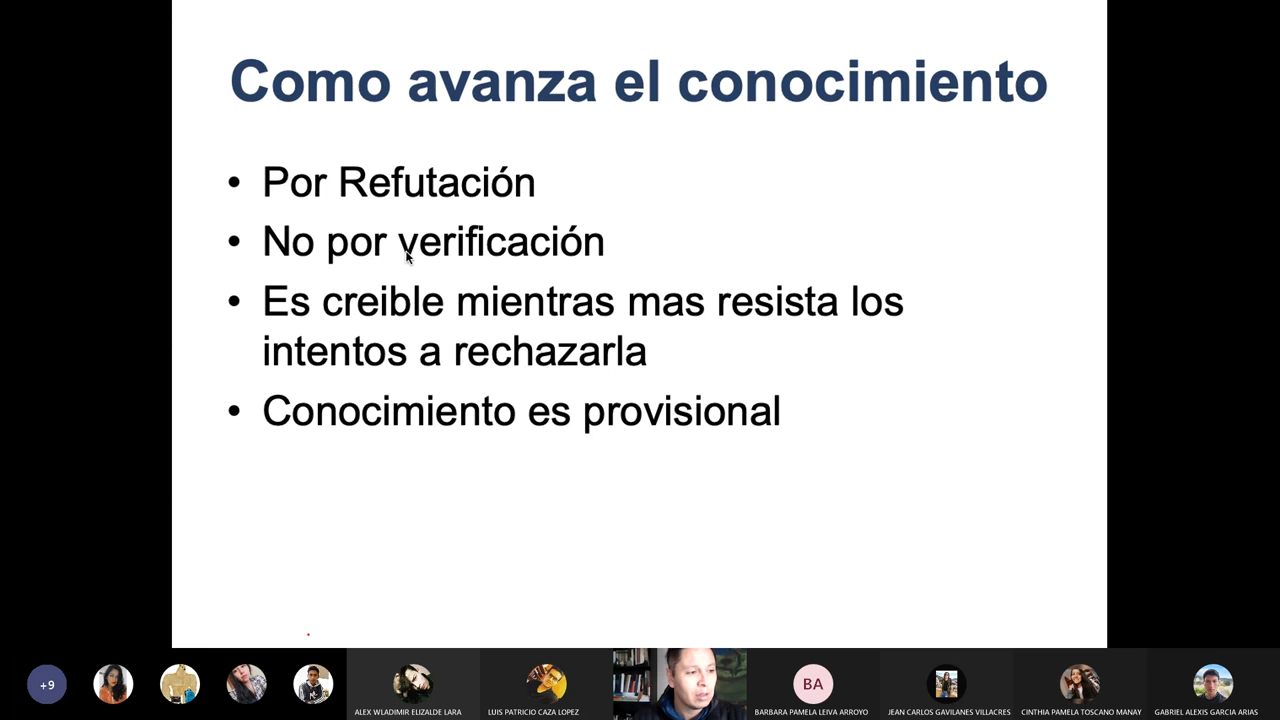 Como avanza el conocimiento
• Por Refutación
• No por verificación
• Es creible mientras mas resista los
intentos a rechazarla
• Conocimiento es provisional
+9
ALEX WLADIMIR ELIZALDE LARA
LUIS PATRICIO CAZA LOPEZ
BA
BARBARA PAMELA LEIVA ARROYO
JEAN CARLOS GAVILANES VILLACRES
CINTHIA PAMELA TOSCANO MANAY
GABRIEL ALEXIS GARCIA ARIAS